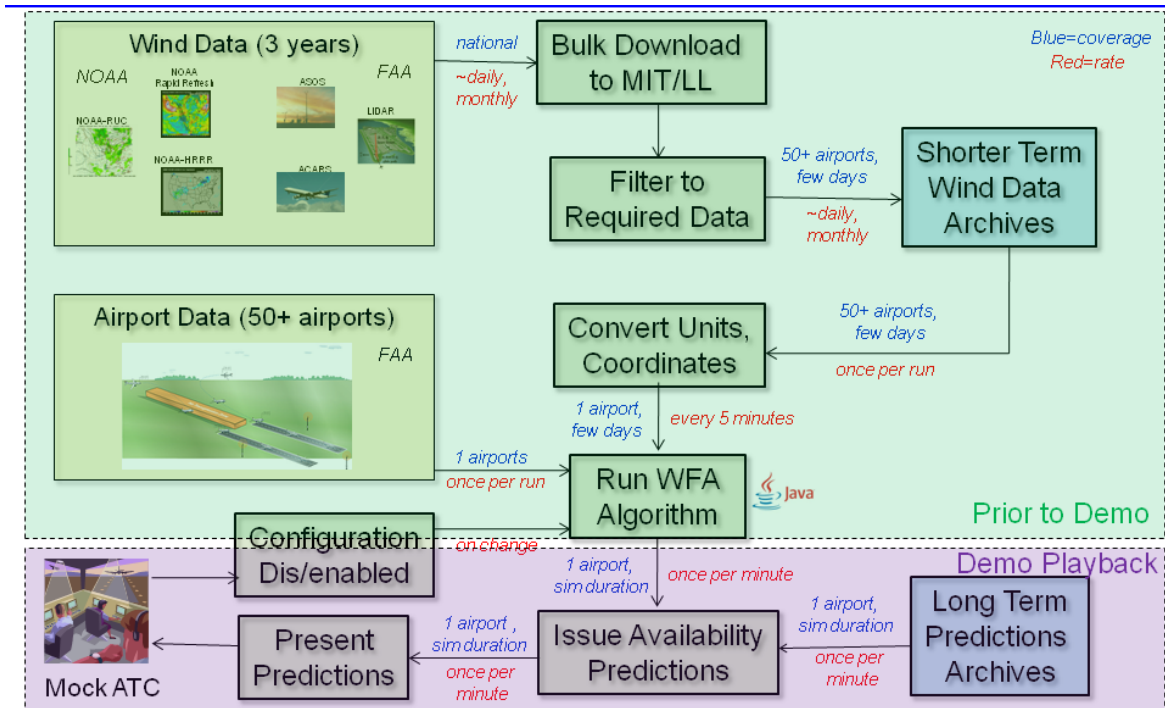 Wind Data (3 years)
NOAA
NOAA
Rapid Refresh
FAA
ASOS
LIDAR
NOAA-RUC
NOAA-HRRR
ACARS
national
~daily,
monthly
Bulk Download
to MIT/LL
Blue=coverage
Red=rate
Filter to
Required Data
50+ airports,
few days
~daily,
monthly
Shorter Term
Wind Data
Archives
Airport Data (50+ airports)
FAA
Convert Units,
Coordinates
50+ airports,
few days
once per run
1 airport,
few days
every 5 minutes
1 airports
once per run
Run WFA
Algorithm
Java
Prior to Demo
Configuration
Dis/enabled
on change
Demo Playback
1 airport,
sim duration
once per minute
Mock ATC
Present
Predictions
1 airport ,
sim duration
once per
minute
Issue Availability
Predictions
1 airport,
sim duration
once per
minute
Long Term
Predictions
Archives